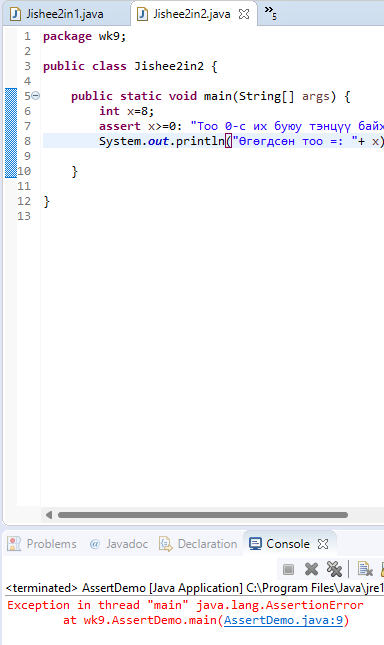 Jishee2in1.java
Jishee2in2.java
5
1 package wk9;
2
3 public class Jishee2in2 {
4
5 public static void main(String[] args) {
6 int x=8;
7 assert x>=0: "Тоо 0-с их буюу тэнцүү
8 System.out.println("Өгөгдсөн тоо =: "+ x)
9
10 }
11
12 }
13
Problems @ Javadoc Declaration Console
<terminated> AssertDemo [Java Application] C:\Program Files\Java\jre1
Exception in thread "main" java.lang.AssertionError
at wk9.AssertDemo.main(AssertDemo.java:9)